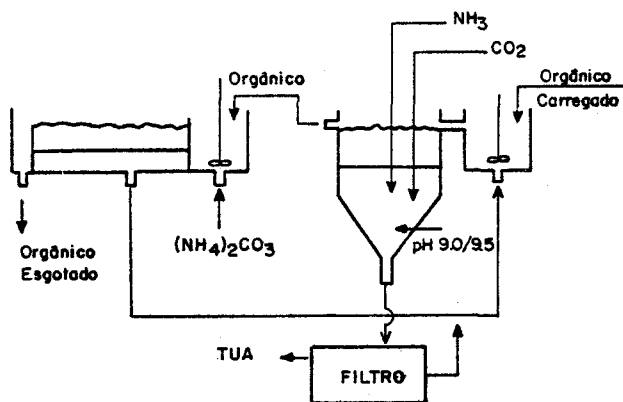 NH3
CO2
Orgânico
Orgânico
Carregado
Orgânico
Esgotado
(NH4)2CO3
pH 9.0/9.5
TUA
FILTRO